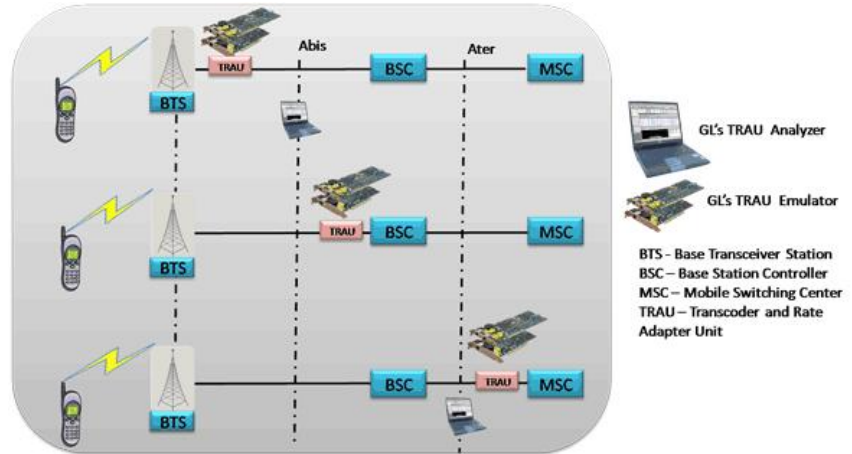 Abis
Ater
TRAU
BSC
MSC
BTS
GL's TRAU Analyzer
TRAU
BSC
MSC
BTS
GL's TRAU Emulator
BTS - Base Transceiver Station
BSC – Base Station Controller
MSC – Mobile Switching Center
TRAU – Transcoder and Rate
Adapter Unit
BSC
TRAU
MSC
BTS